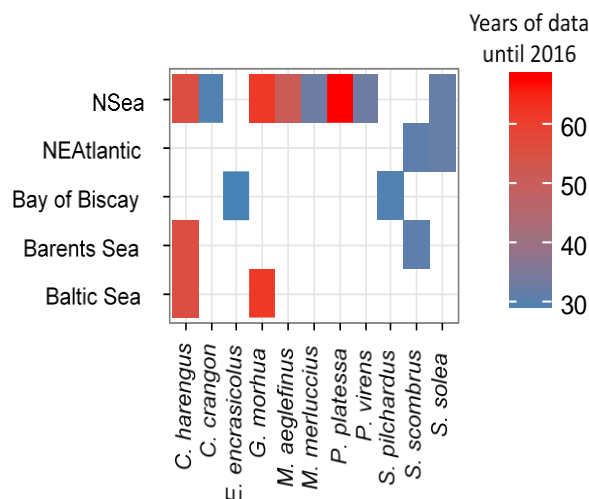 Years of data
until 2016
NSea
NEAtlantic
Bay of Biscay
Barents Sea
Baltic Sea
60
50
40
30
C. harengus
C. crangon
E. encrasicolus
G. morhua
M. aeglefinus
M. merluccius
P. platessa
P. virens
S. pilchardus
S. scombrus
S. solea